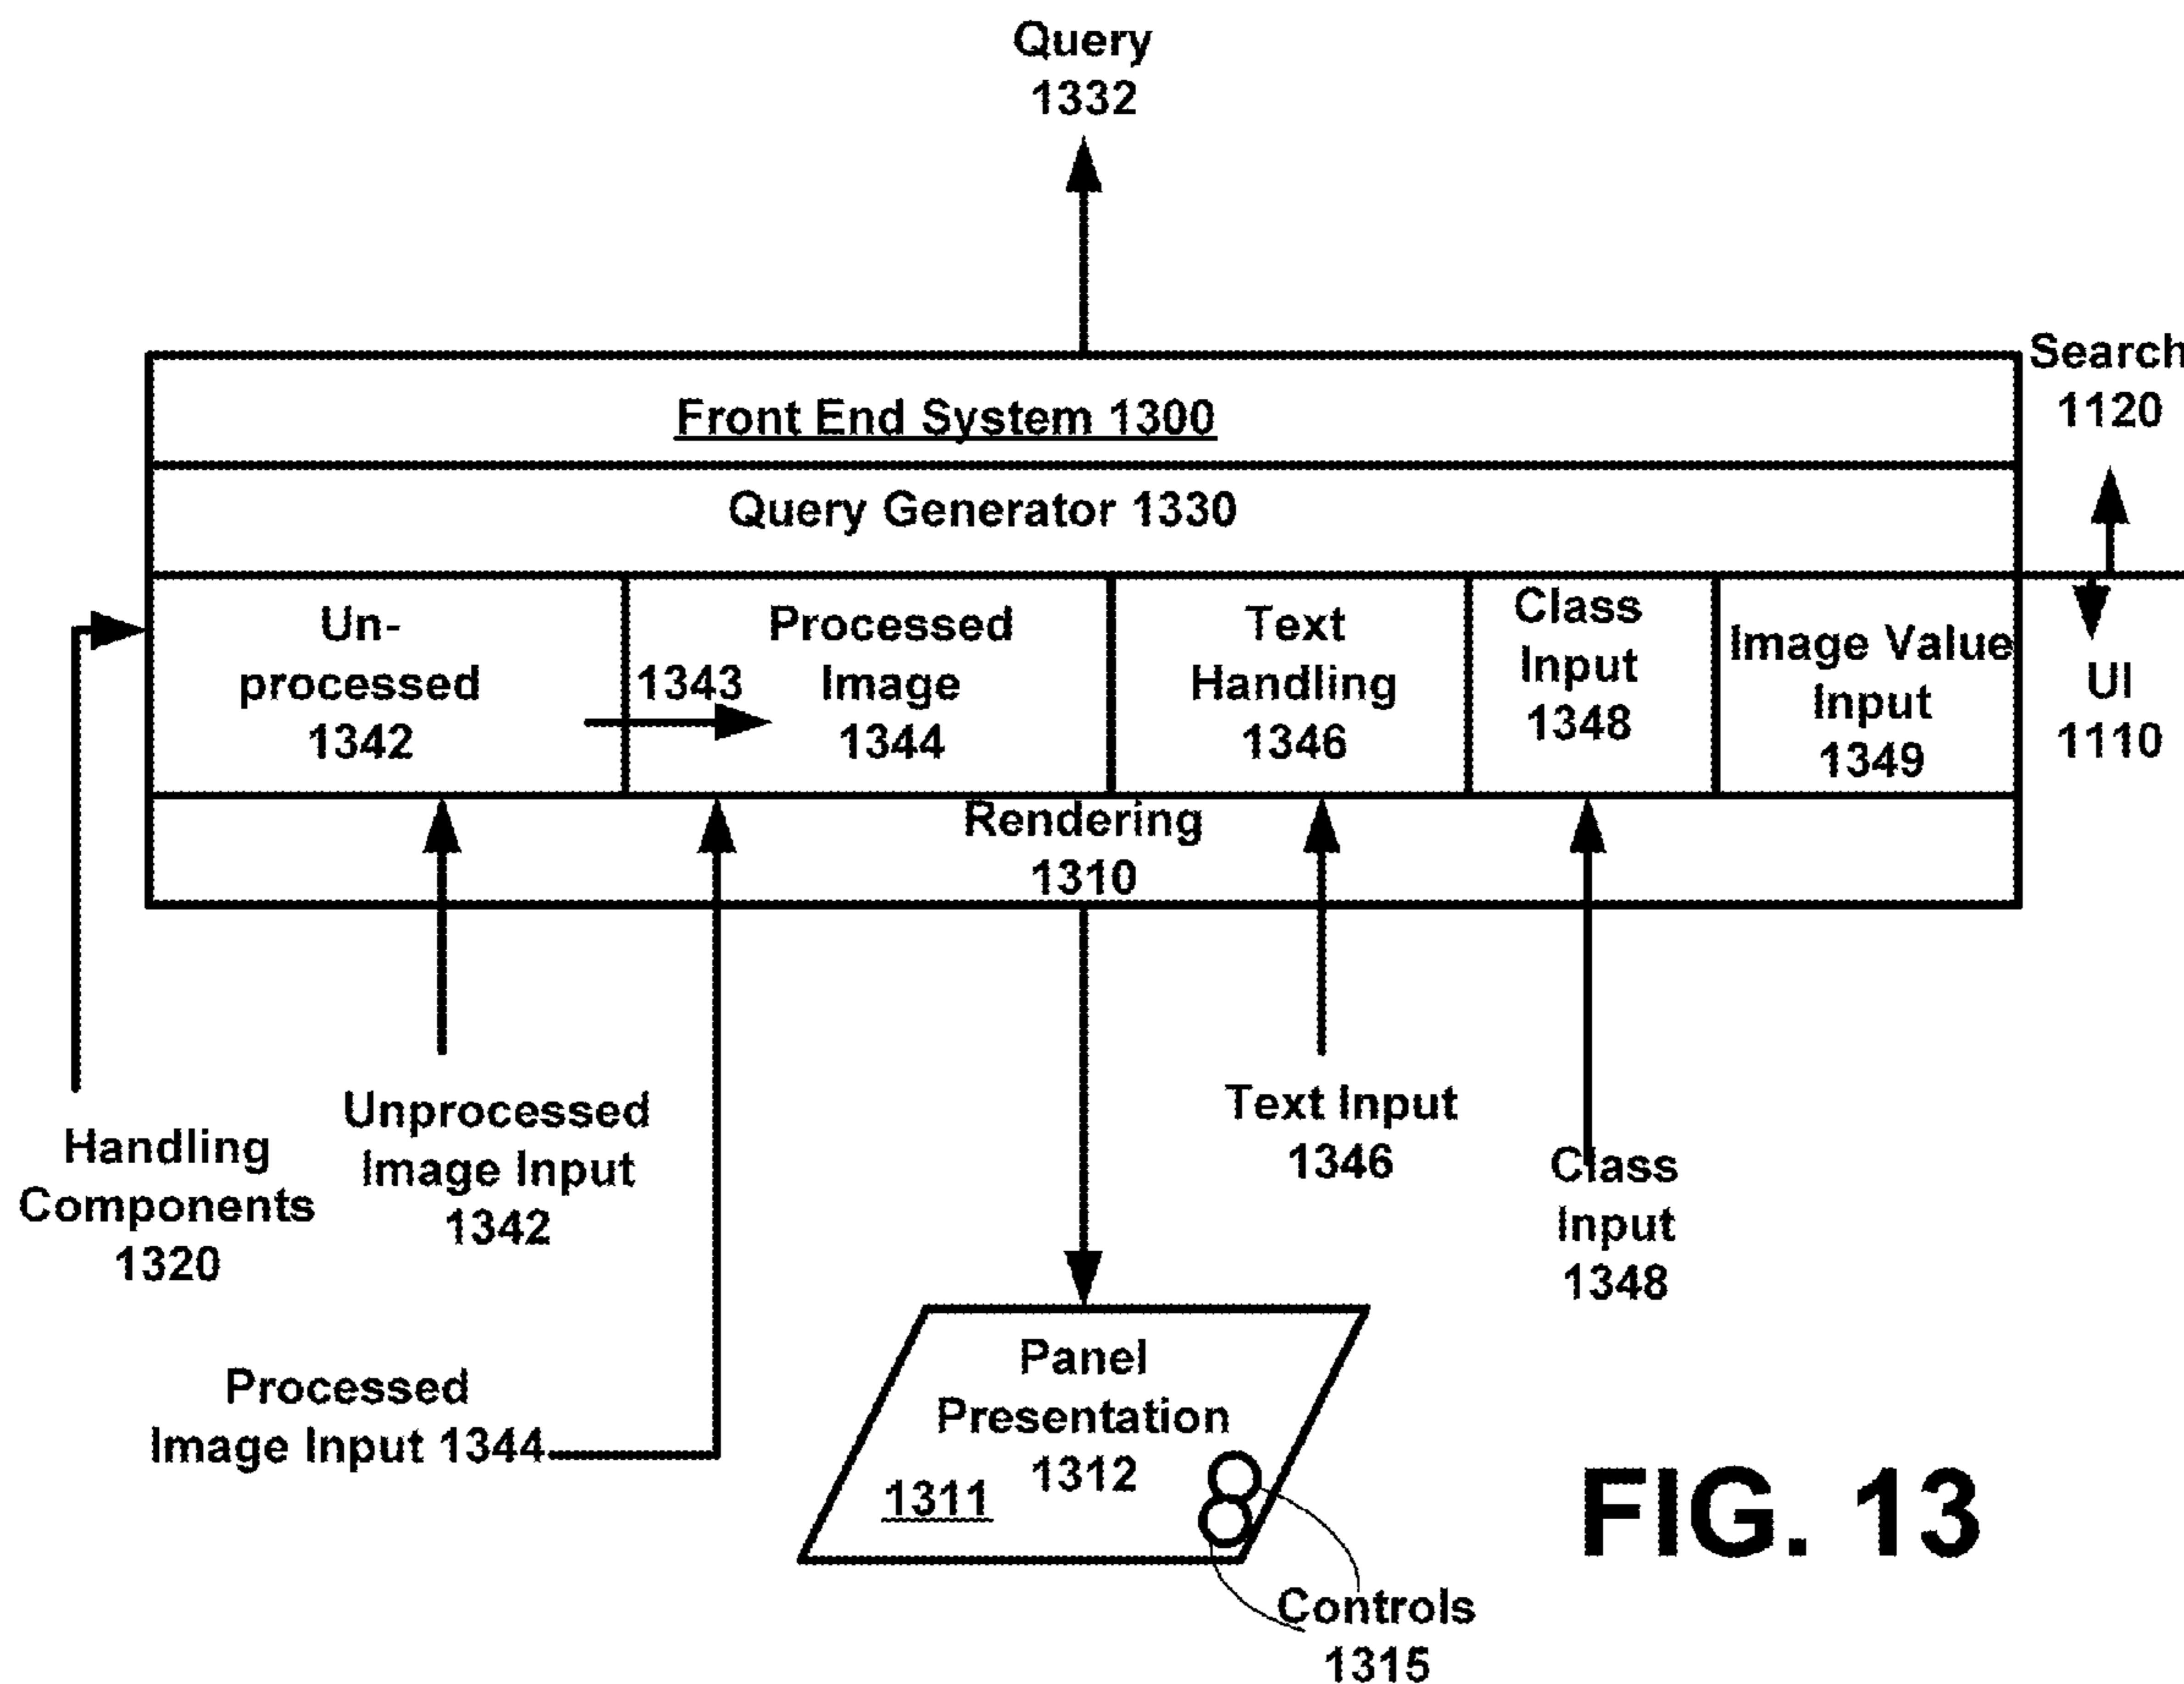 Query
1332
Search
1120
Front End System 1300
Query Generator 1330
Un-
processed
1342
1343
Processed
Image
1344
Text
Handling
1346
Class
Input
1348
Image Value
Input
1349
UI
1110
Rendering
1310
Handling
Components
1320
Unprocessed
Image Input
1342
Text Input
1346
Class
Input
1348
Processed
Image Input 1344
Panel
Presentation
1312
1311
Controls
1315
FIG. 13